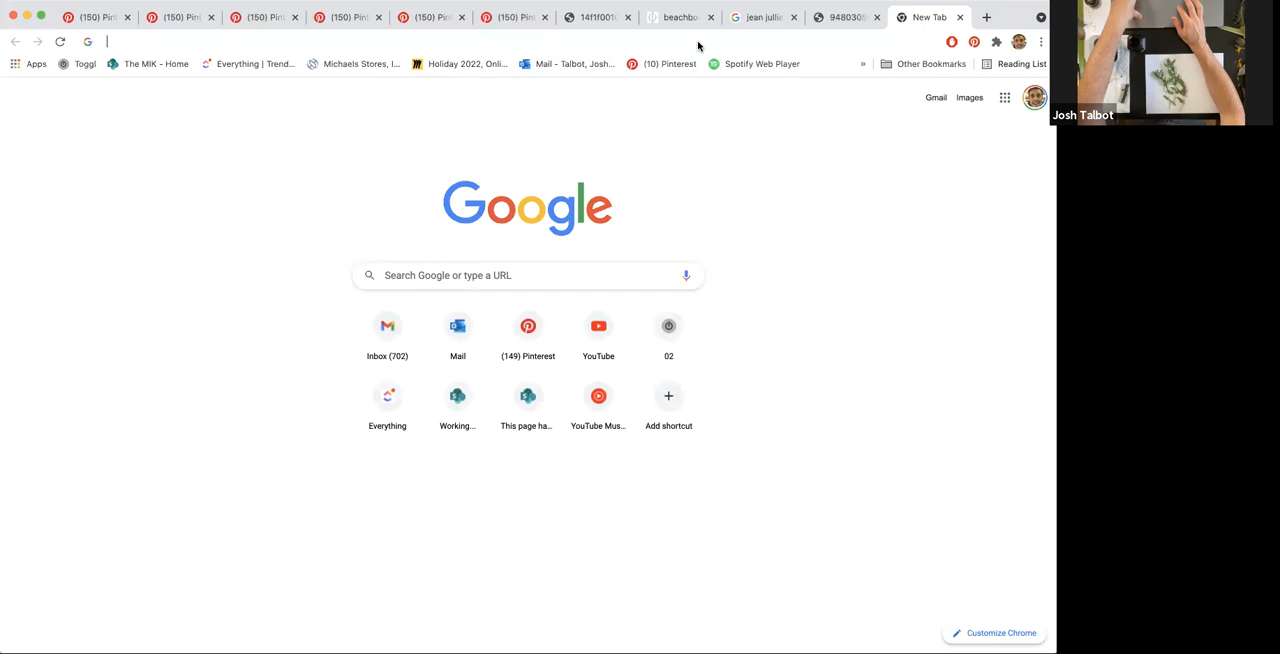 (150) Pin
(150) Pin
(150) Pin
(150) Pin
(150) Pin
(150) Pin
14f1f001
beachbo
jean jullie
9480305
New Tab
Apps
Toggl
The MIK - Home
Everything | Trend...
Michaels Stores, I...
Holiday 2022, Onli...
Mail - Talbot, Josh...
(10) Pinterest
Spotify Web Player
»
Other Bookmarks
Reading List
Gmail
Images
Josh Talbot
Google
Search Google or type a URL
Inbox (702)
Mail
(149) Pinterest
YouTube
02
Everything
Working...
This page ha...
YouTube Mus...
Add shortcut
Customize Chrome